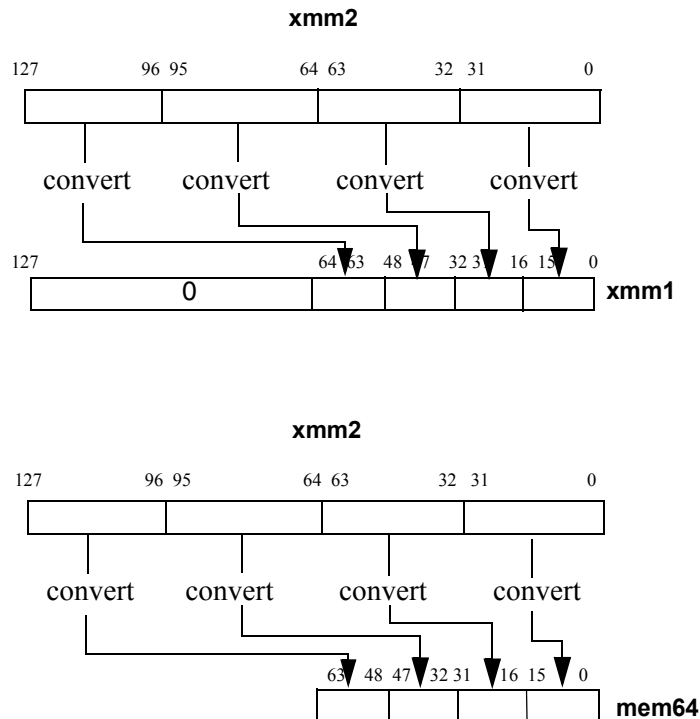 xmm2
127 96 95 64 63 32 31 0
convert convert convert convert
127 64 63 48 47 32 31 16 15 0
0 xmm1
xmm2
127 96 95 64 63 32 31 0
convert convert convert convert
63 48 47 32 31 16 15 0
mem64